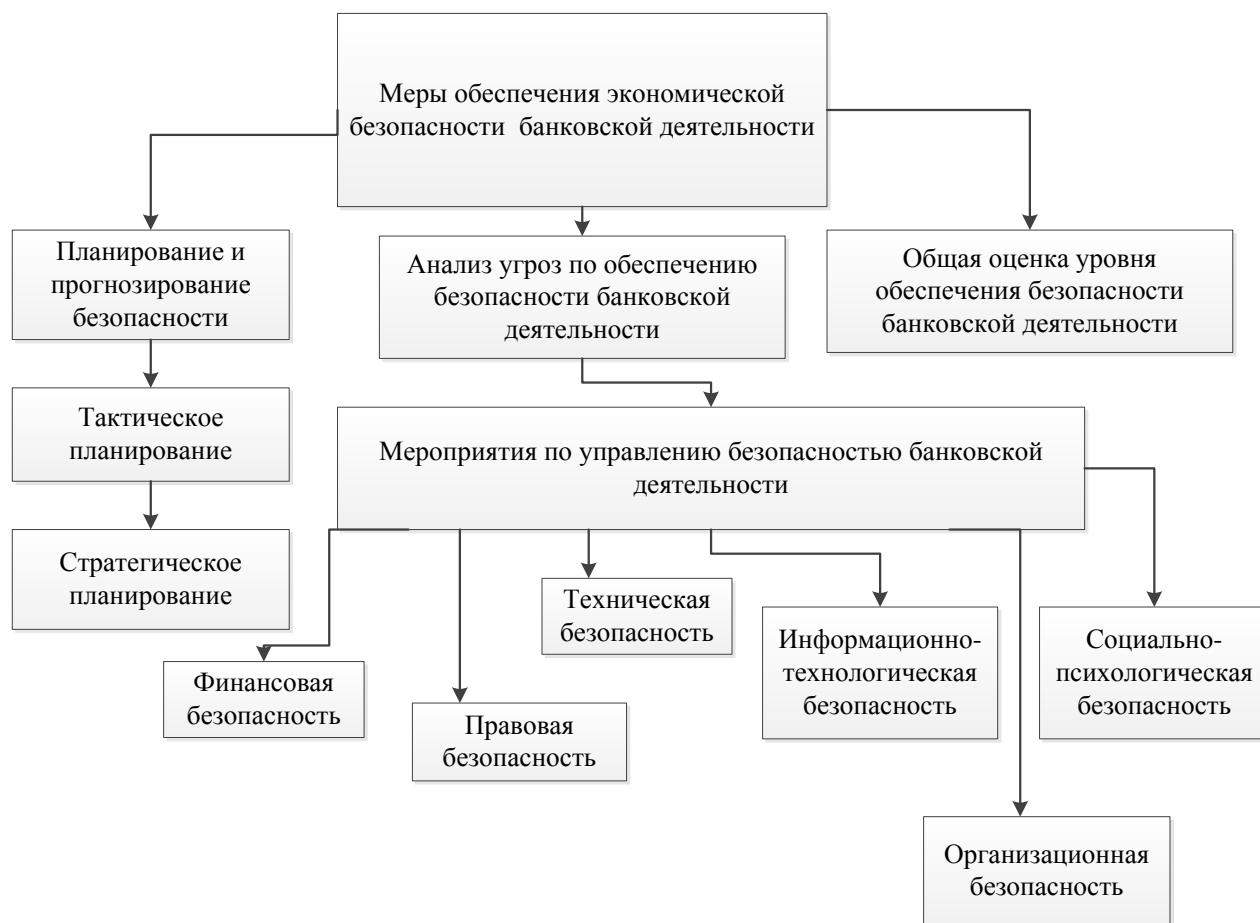 Меры обеспечения экономической
безопасности банковской деятельности
Планирование и
прогнозирование
безопасности
Анализ угроз по обеспечению
безопасности банковской
деятельности
Общая оценка уровня
обеспечения безопасности
банковской деятельности
Тактическое
планирование
Мероприятия по управлению безопасностью банковской
деятельности
Стратегическое
планирование
Финансовая
безопасность
Правовая
безопасность
Техническая
безопасность
Информационно-
технологическая
безопасность
Социально-
психологическая
безопасность
Организационная
безопасность